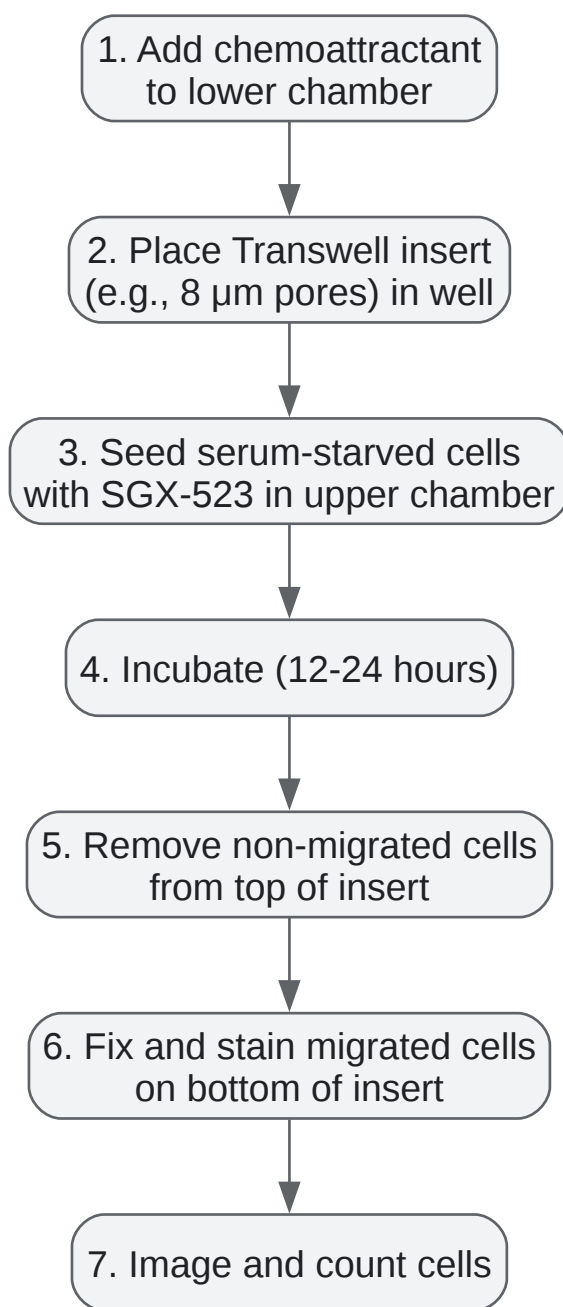 1. Add chemoattractant
to lower chamber
2. Place Transwell insert
(e.g., 8 μm pores) in well
3. Seed serum-starved cells
with SGX-523 in upper chamber
4. Incubate (12-24 hours)
5. Remove non-migrated cells
from top of insert
6. Fix and stain migrated cells
on bottom of insert
7. Image and count cells